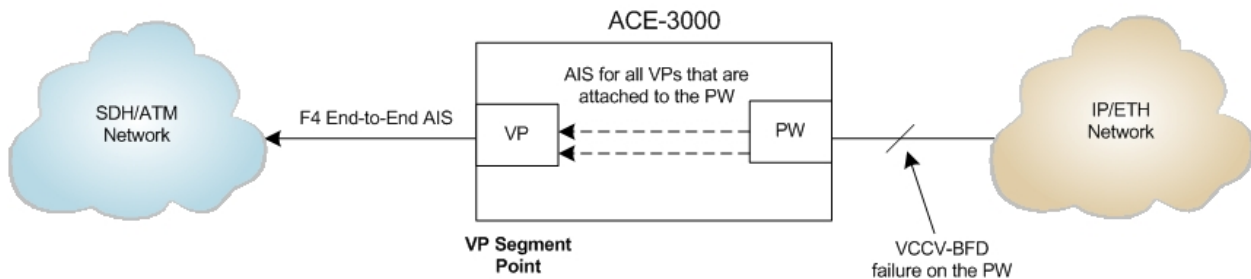 ACE-3000
SDH/ATM
Network
F4 End-to-End AIS
VP
AIS for all VPs that are
attached to the PW
PW
IP/ETH
Network
VP Segment
Point
VCCV-BFD
failure on the PW